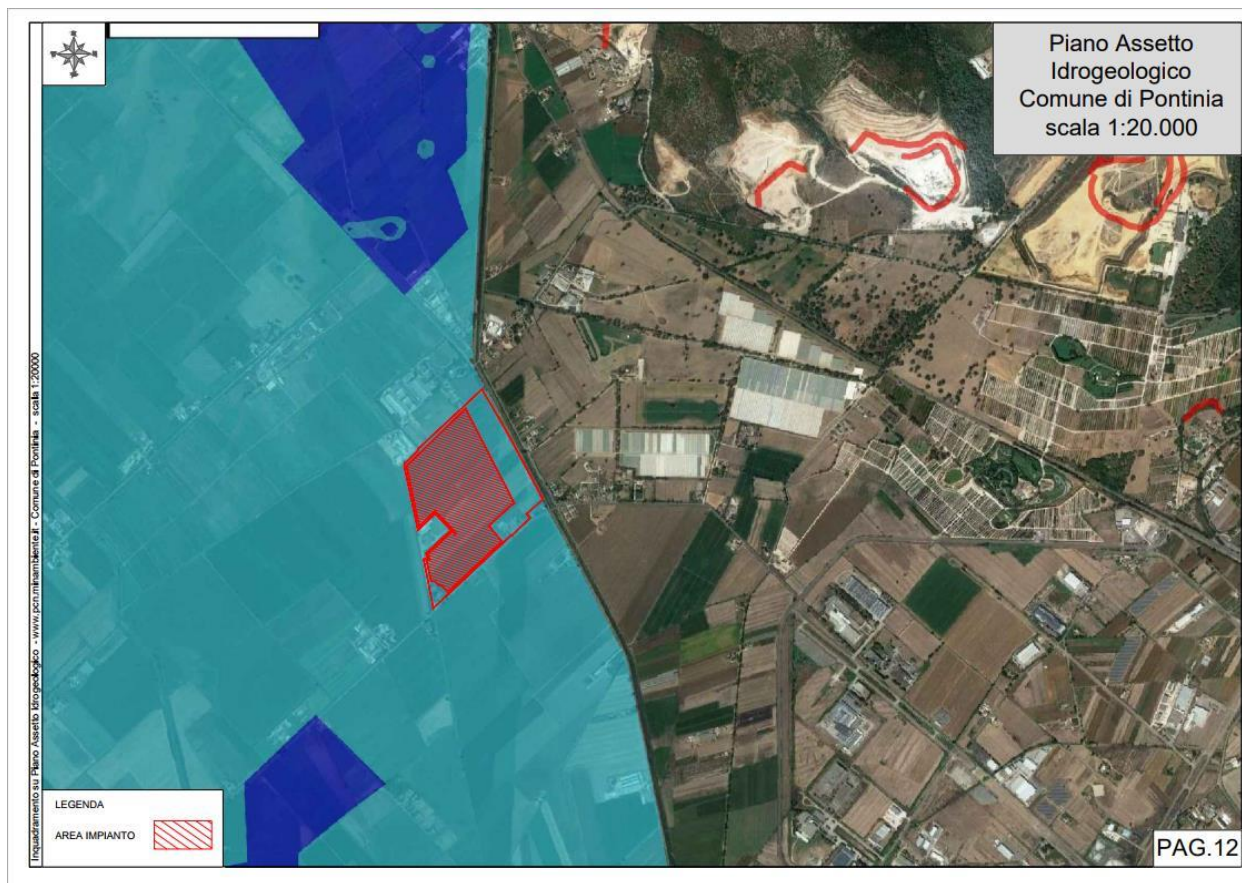 Piano Assetto
Idrogeologico
Comune di Pontinia
scala 1:20.000
Inquadramento su Piano Assetto Idrogeologico - www.pcn.minambiente.it - Comune di Pontinia - scala 1:20000
LEGENDA
AREA IMPIANTO
PAG.12